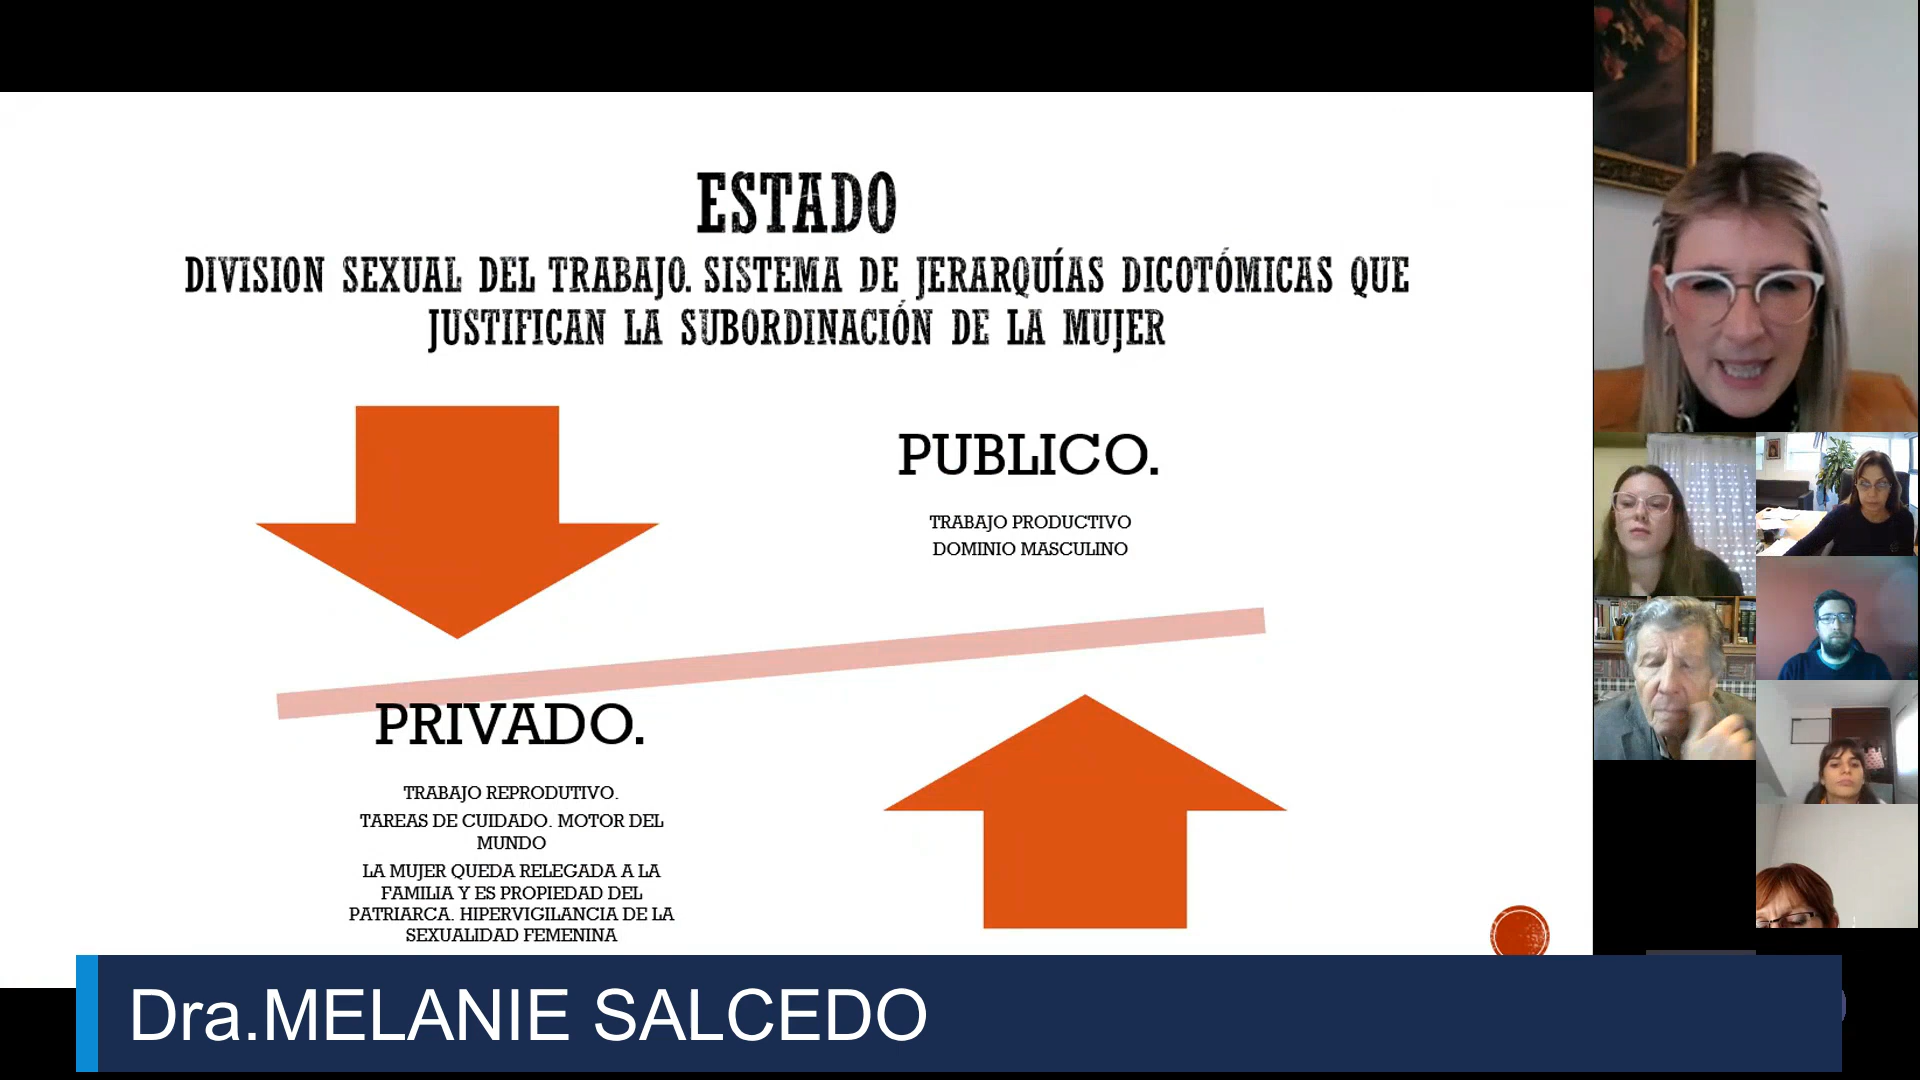 ESTADO
DIVISION SEXUAL DEL TRABAJO. SISTEMA DE JERARQUÍAS DICOTÓMICAS QUE
JUSTIFICAN LA SUBORDINACIÓN DE LA MUJER
PUBLICO.
TRABAJO PRODUCTIVO
DOMINIO MASCULINO
PRIVADO.
TRABAJO REPRODUTIVO.
TAREAS DE CUIDADO. MOTOR DEL
MUNDO
LA MUJER QUEDA RELEGADA A LA
FAMILIA Y ES PROPIEDAD DEL
PATRIARCA. HIPERVIGILANCIA DE LA
SEXUALIDAD FEMENINA
Dra.MELANIE SALCEDO